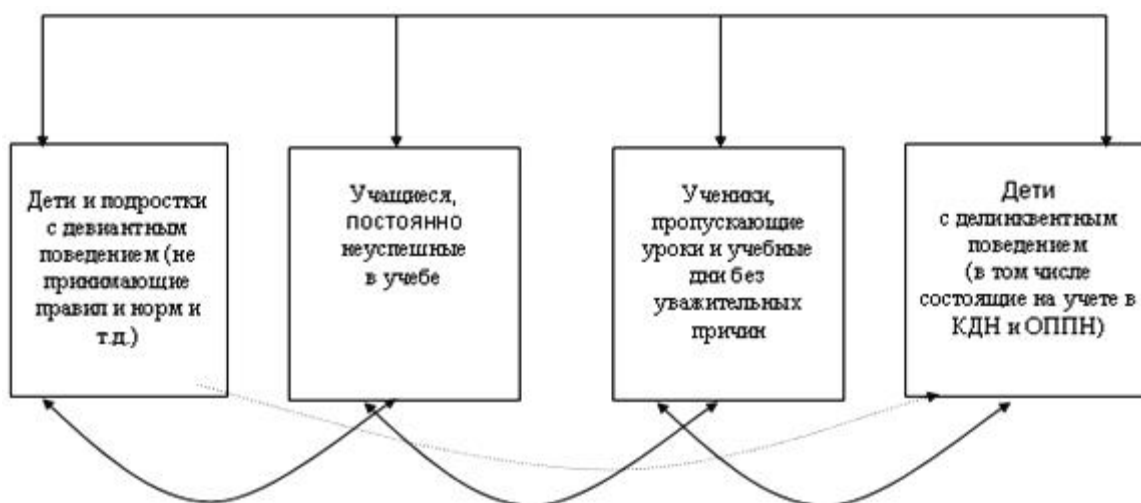 Дети и подростки
с девиантным
поведением (не
принимающие
правил и норм и
т.д.)
Учащиеся,
постоянно
неуспешные
в учебе
Ученики,
пропускающие
уроки и учебные
дни без
уважительных
причин
Дети
с делинквентным
поведением
(в том числе
состоящие на учете в
КДН и ОППН)